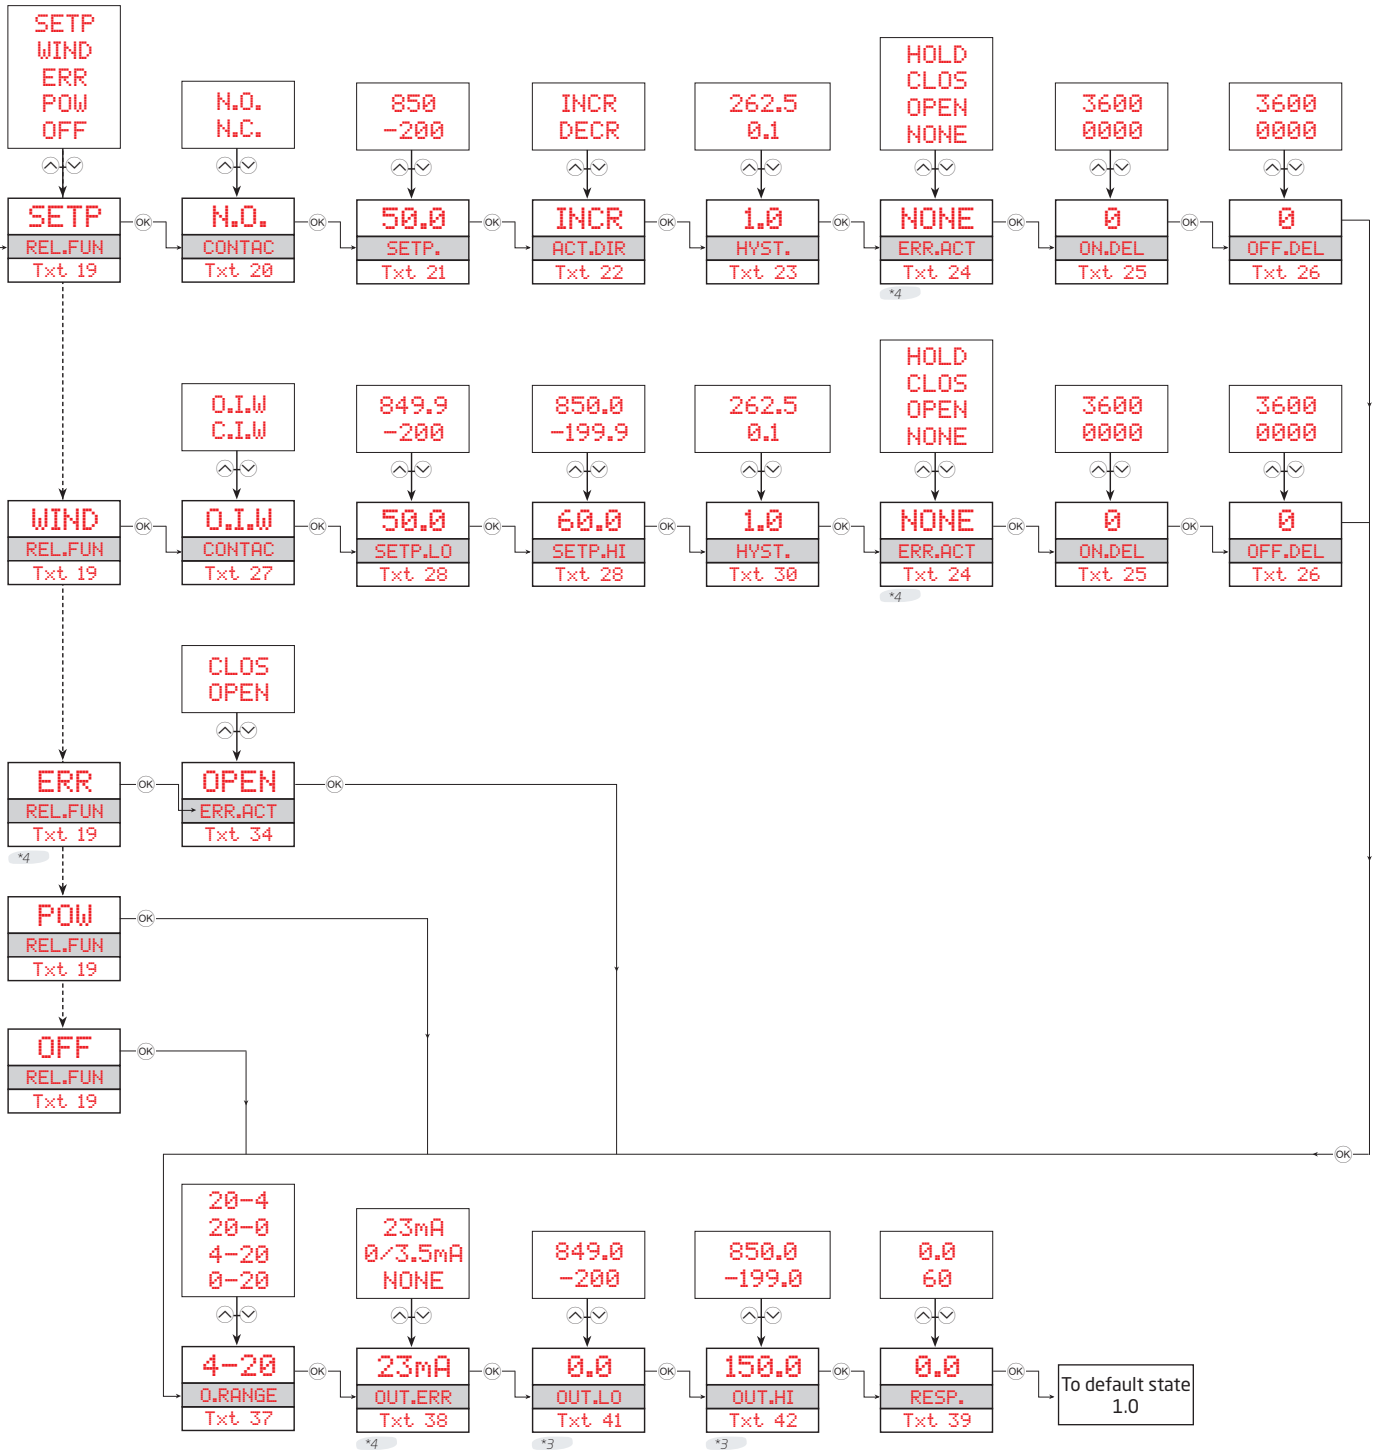 SETP
WIND
ERR
POW
OFF
N.O.
N.C.
850
-200
INCR
DECR
262.5
0.1
HOLD
CLOS
OPEN
NONE
3600
0000
3600
0000
SETP
REL.FUN
Txt 19
OK
N.O.
CONTAC
Txt 20
OK
50.0
SETP.
Txt 21
OK
INCR
ACT.DIR
Txt 22
OK
1.0
HYST.
Txt 23
OK
NONE
ERR.ACT
Txt 24
*4
OK
0
ON.DEL
Txt 25
OK
0
OFF.DEL
Txt 26
O.I.W
C.I.W
849.9
-200
850.0
-199.9
262.5
0.1
HOLD
CLOS
OPEN
NONE
3600
0000
3600
0000
WIND
REL.FUN
Txt 19
OK
O.I.W
CONTAC
Txt 27
OK
50.0
SETP.LO
Txt 28
OK
60.0
SETP.HI
Txt 28
OK
1.0
HYST.
Txt 30
OK
NONE
ERR.ACT
Txt 24
*4
OK
0
ON.DEL
Txt 25
OK
0
OFF.DEL
Txt 26
CLOS
OPEN
ERR
REL.FUN
Txt 19
*4
OK
OPEN
ERR.ACT
Txt 34
OK
POW
REL.FUN
Txt 19
OK
OFF
REL.FUN
Txt 19
OK
OK
20-4
20-0
4-20
0-20
23mA
0/3.5mA
NONE
849.0
-200
850.0
-199.0
0.0
60
4-20
O.RANGE
Txt 37
OK
23mA
OUT.ERR
Txt 38
*4
OK
0.0
OUT.LO
Txt 41
*3
OK
150.0
OUT.HI
Txt 42
*3
OK
0.0
RESP.
Txt 39
OK
To default state
1.0